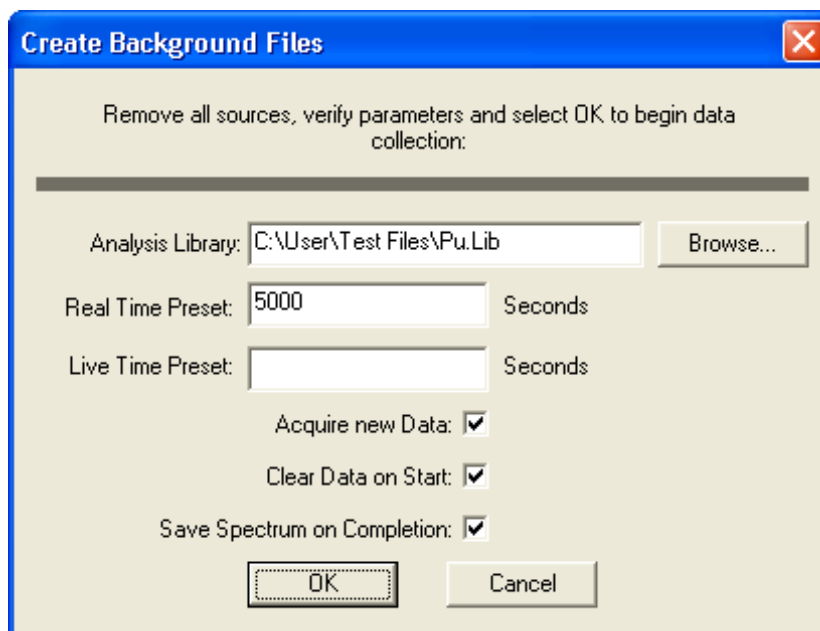 Create Background Files
Remove all sources, verify parameters and select OK to begin data
collection:
Analysis Library: C:\User\Test Files\Pu.Lib Browse...
Real Time Preset: 5000 Seconds
Live Time Preset: Seconds
Acquire new Data:
Clear Data on Start:
Save Spectrum on Completion:
OK Cancel